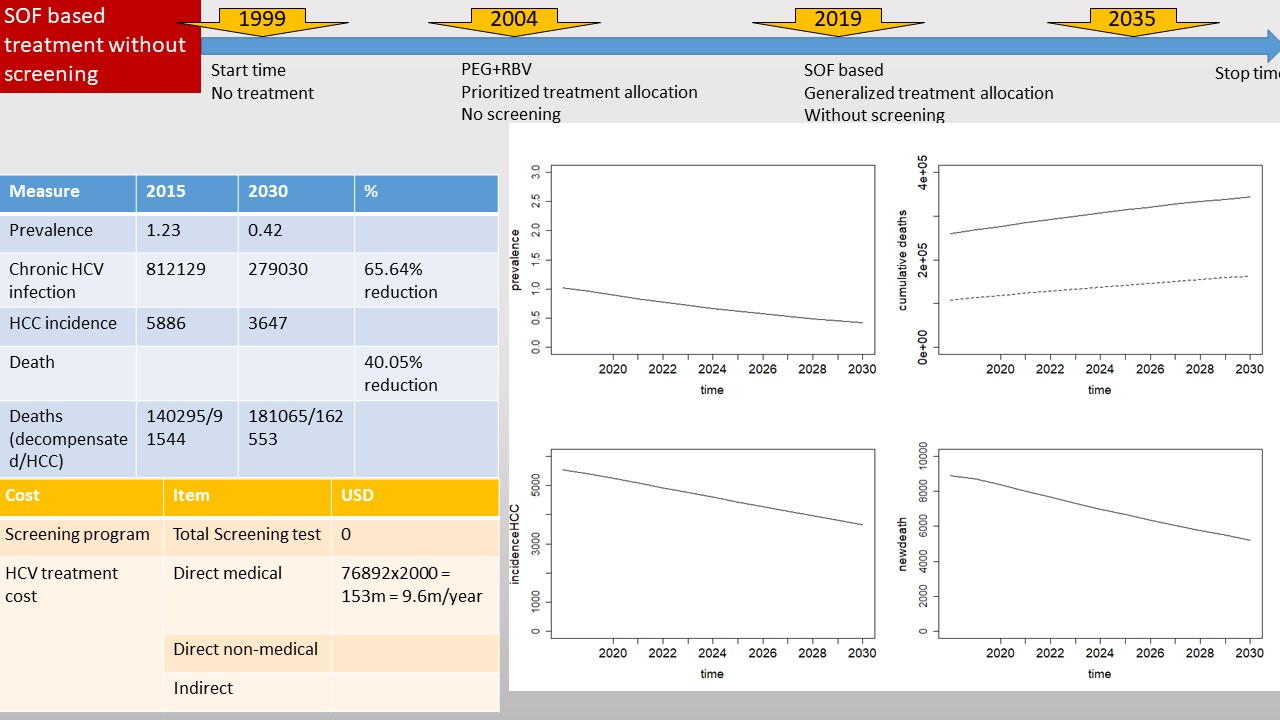 SOF based
treatment without
screening
1999
2004
2019
2035
Start time
No treatment
PEG+RBV
Prioritized treatment allocation
No screening
SOF based
Generalized treatment allocation
Without screening
Stop time
Measure 2015 2030 %
Prevalence 1.23 0.42
Chronic HCV
infection
812129 279030 65.64%
reduction
HCC incidence 5886 3647
Death 40.05%
reduction
Deaths
(decompensate
d/HCC)
140295/9
1544
181065/162
553
Cost Item USD
Screening program Total Screening test 0
HCV treatment
cost
Direct medical 76892x2000 =
153m = 9.6m/year
Direct non-medical
Indirect
prevalence
0.0 0.5 1.0 1.5 2.0 2.5 3.0
2020 2022 2024 2026 2028 2030
time
cumulative deaths
0e+00 2e+05 4e+05
2020 2022 2024 2026 2028 2030
time
incidenceHCC
0 1000 3000 5000
2020 2022 2024 2026 2028 2030
time
newdeath
0 2000 4000 6000 8000 10000
2020 2022 2024 2026 2028 2030
time